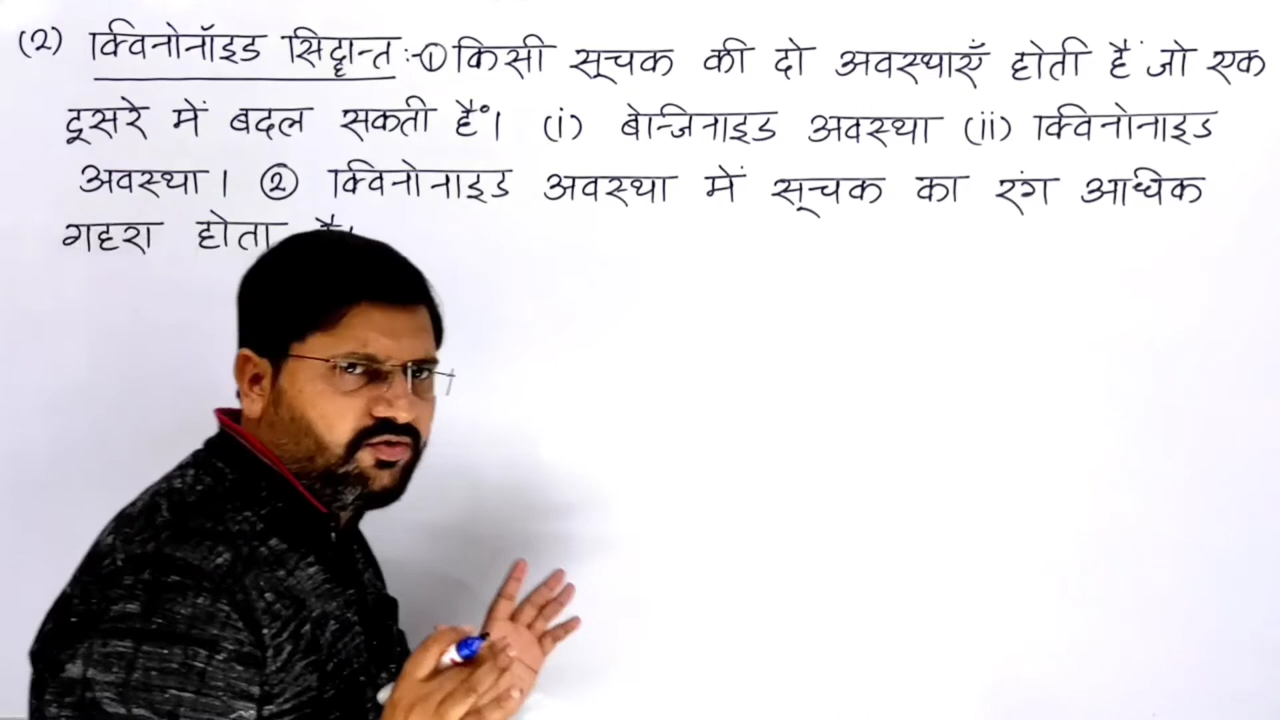 (2) क्विनोनॉइड सिद्धान्त:-① किसी सूचक की दो अवस्थाएँ होती हैं जो एक
दूसरे में बदल सकती हैं। (i) बेन्जिनाइड अवस्था (ii) क्विनोनाइड
अवस्था। ② क्विनोनाइड अवस्था में सूचक का रंग अधिक
गहरा होता है।